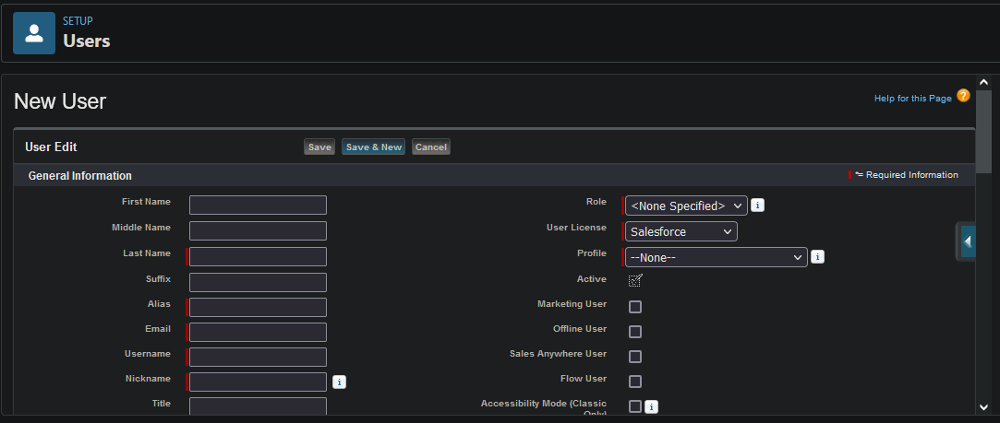 SETUP
Users
New User
Help for this Page ?
User Edit
Save
Save & New
Cancel
General Information
*= Required Information
First Name
Role
<None Specified>
i
Middle Name
User License
Salesforce
Last Name
Profile
--None--
i
Suffix
Active
Alias
Marketing User
Email
Offline User
Username
Sales Anywhere User
Nickname
i
Flow User
Title
Accessibility Mode (Classic
Only)
i